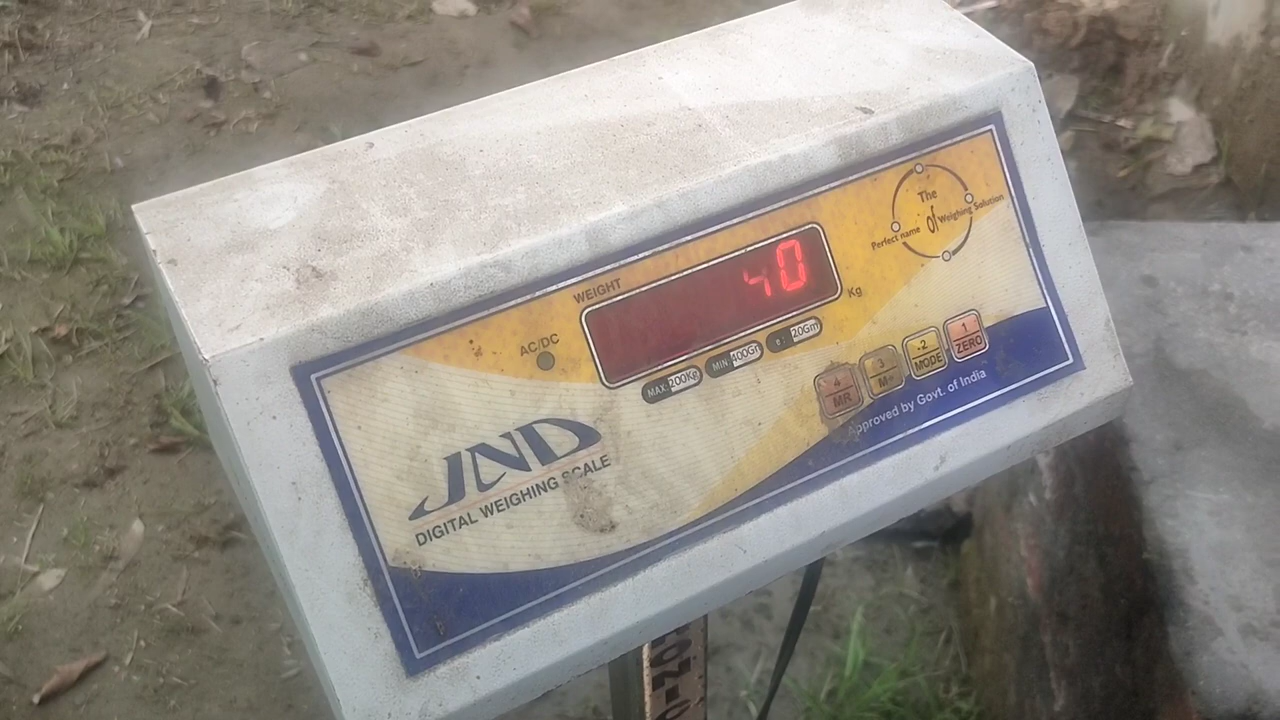 The
Perfect name of Weighing Solution
WEIGHT
40
Kg
AC/DC
MAX 200Kg MIN 400Gr e 20Gm
4 MR
3
2 MODE
1 ZERO
Approved by Govt. of India
JND
DIGITAL WEIGHING SCALE